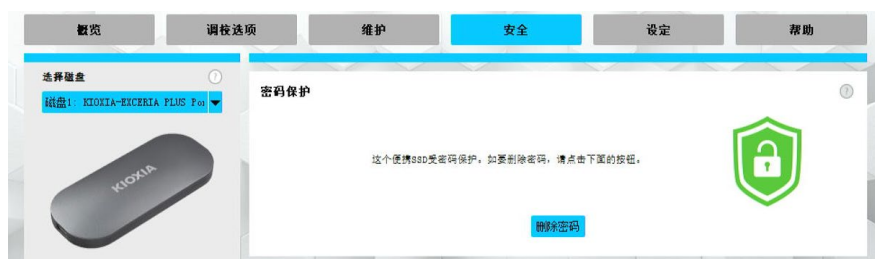 概览 调校选项 维护 安全 设定 帮助
选择磁盘
磁盘1: KIOXIA-EXCERIA PLUS Por
KIOXIA
密码保护
这个便携SSD受密码保护。如要删除密码，请点击下面的按钮。
删除密码